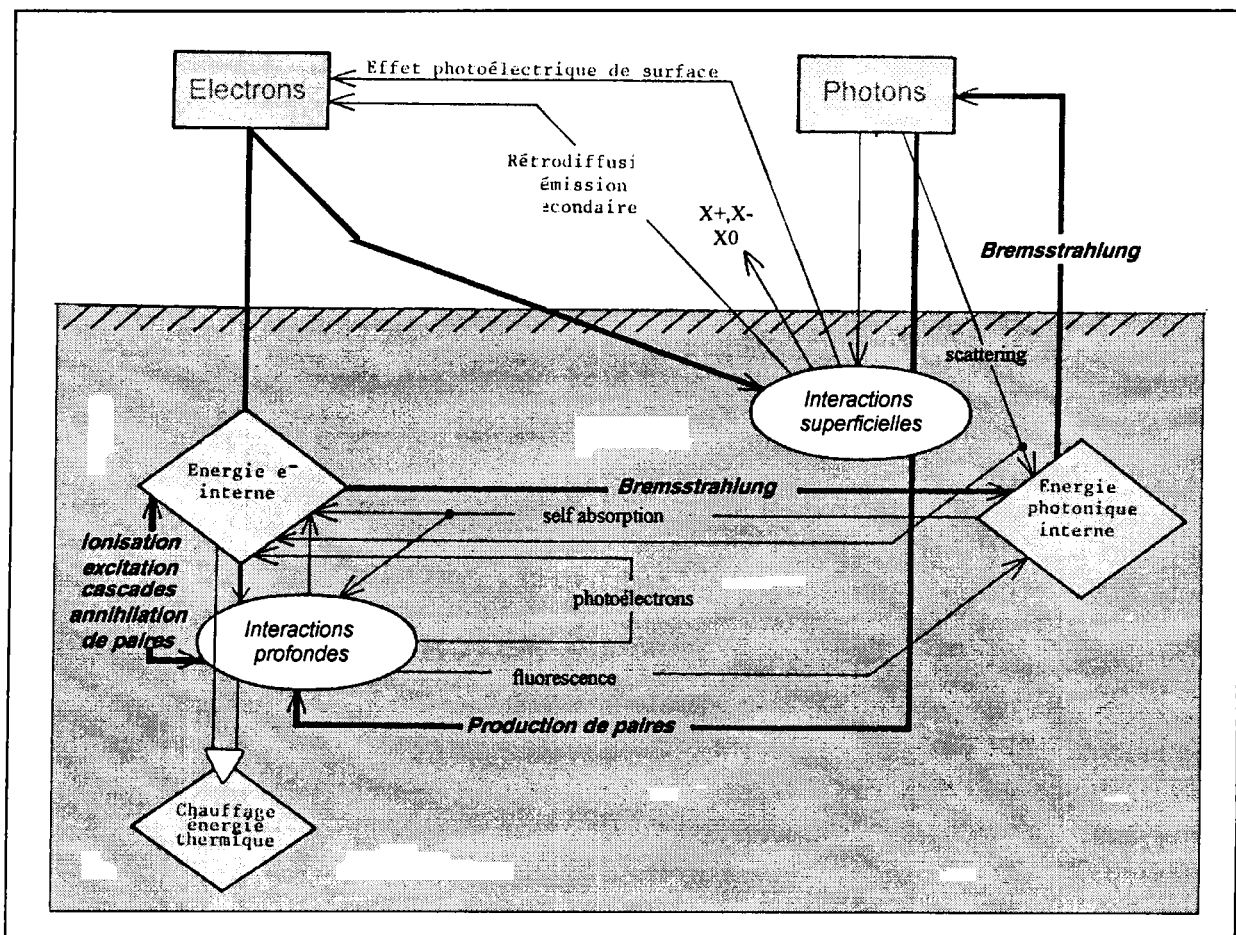 Electrons
Effet photoélectrique de surface
Photons
Rétrodiffusi
émission
econdaire
X+,X-
X0
Bremsstrahlung
scattering
Interactions
superficielles
Energie e-
interne
Bremsstrahlung
self absorption
Energie
photonique
interne
Ionisation
excitation
cascades
annihilation
de paires
photoélectrons
Interactions
profondes
fluorescence
Production de paires
Chauffage
énergie
thermique